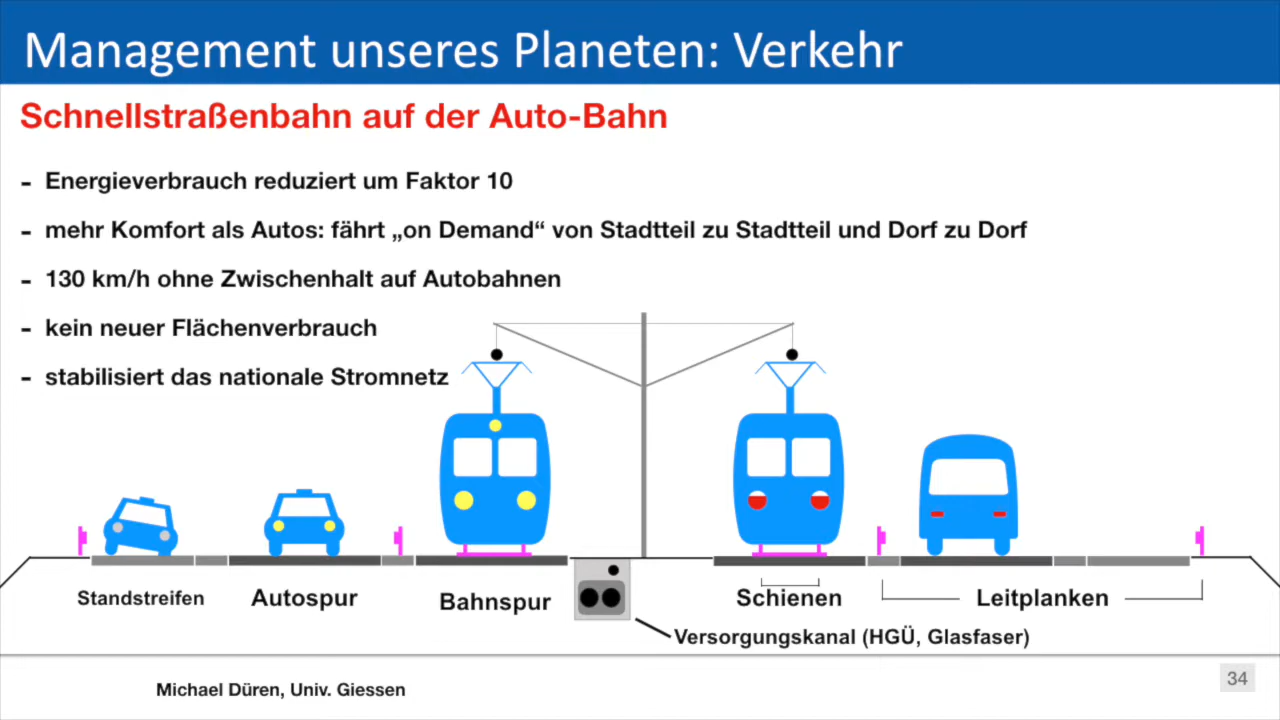 Management unseres Planeten: Verkehr
Schnellstraßenbahn auf der Auto-Bahn
- Energieverbrauch reduziert um Faktor 10
- mehr Komfort als Autos: fährt „on Demand“ von Stadtteil zu Stadtteil und Dorf zu Dorf
- 130 km/h ohne Zwischenhalt auf Autobahnen
- kein neuer Flächenverbrauch
- stabilisiert das nationale Stromnetz
Standstreifen
Autospur
Bahnspur
Schienen
Leitplanken
Versorgungskanal (HGÜ, Glasfaser)
Michael Düren, Univ. Giessen
34